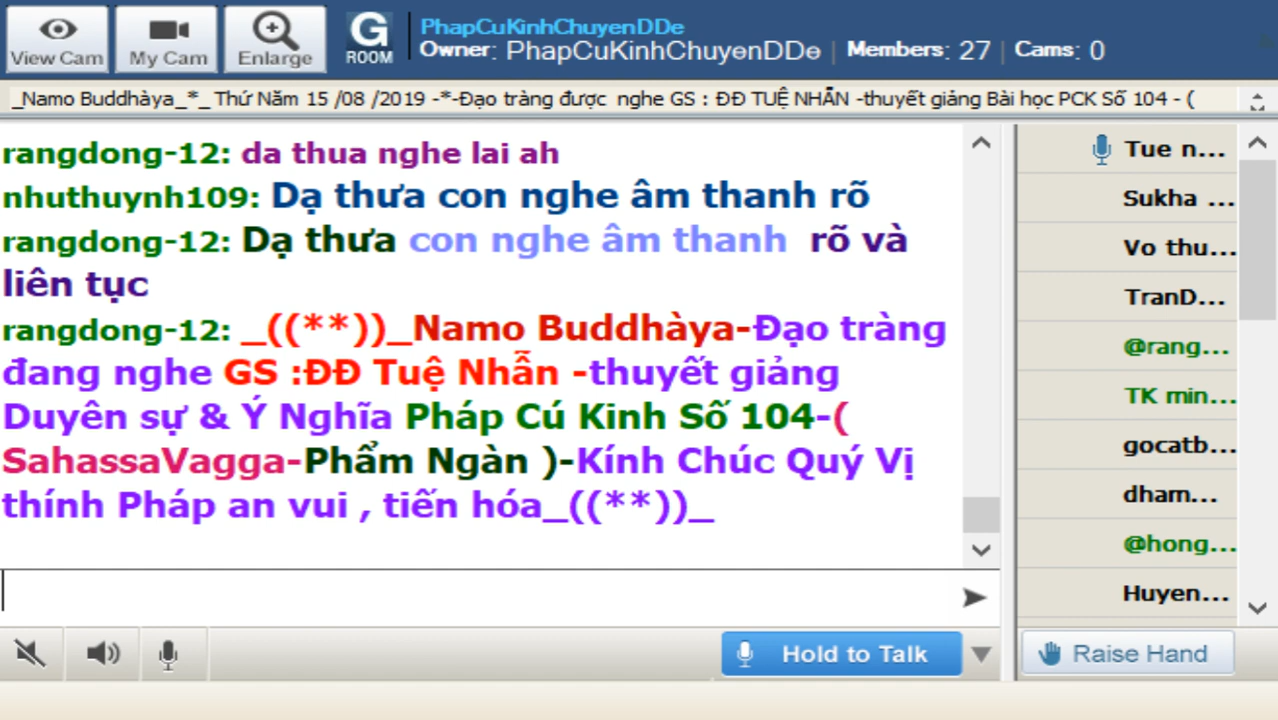 View Cam
My Cam
Enlarge
G
ROOM
PhapCuKinhChuyenDDe
Owner: PhapCuKinhChuyenDDe | Members: 27 | Cams: 0
_Namo Buddhàya_*_ Thứ Năm 15 /08 /2019 -*-Đạo tràng được nghe GS : ĐĐ TUỆ NHẪN -thuyết giảng Bài học PCK Số 104 - (
rangdong-12: da thua nghe lai ah
nhuthuynh109: Dạ thưa con nghe âm thanh rõ
rangdong-12: Dạ thưa con nghe âm thanh rõ và
liên tục
rangdong-12: _((**))_Namo Buddhàya-Đạo tràng
đang nghe GS :ĐĐ Tuệ Nhẫn -thuyết giảng
Duyên sự & Ý Nghĩa Pháp Cú Kinh Số 104-(
SahassaVagga-Phẩm Ngàn )-Kính Chúc Quý Vị
thính Pháp an vui , tiến hóa_((**))_
Tue n...
Sukha ...
Vo thu...
TranD...
@rang...
TK min...
gocatb...
dham...
@hong...
Huyen...
Hold to Talk
Raise Hand